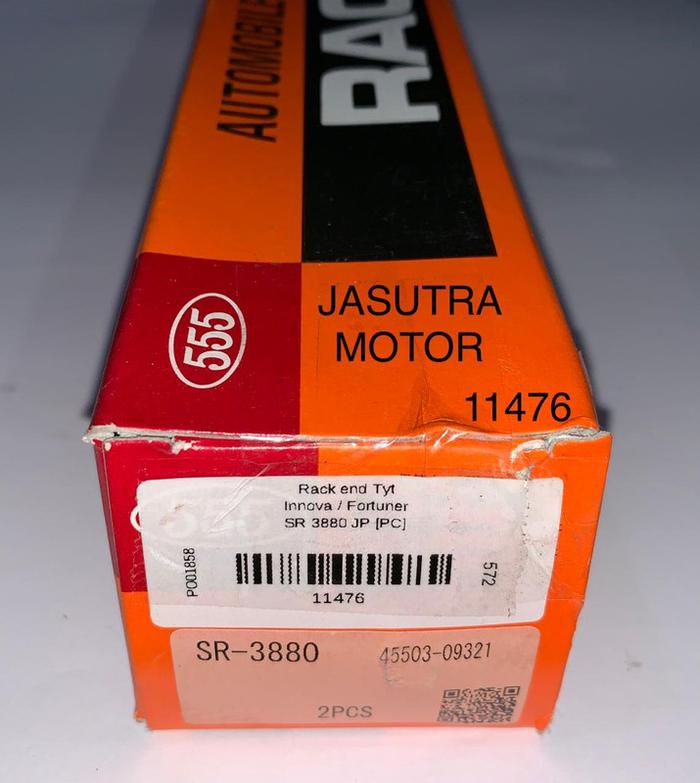 AUTOMOBILE
RAC
555
JASUTRA
MOTOR
11476
555
Rack end Tyt
Innova / Fortuner
SR 3880 JP [PC]
PO01858
572
11476
SR-3880
45503-09321
2PCS